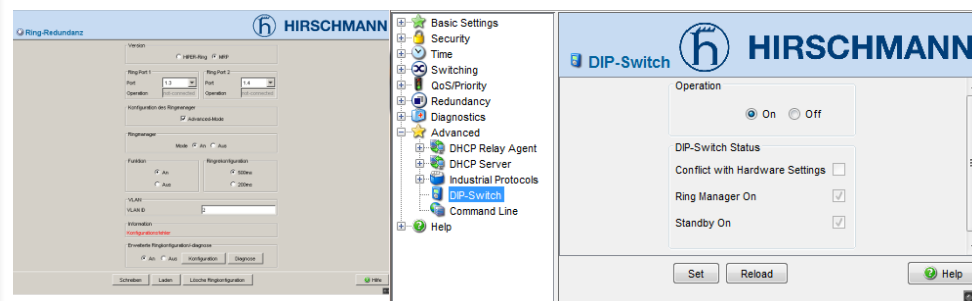 Ring-Redundanz
HIRSCHMANN
Version
HIPER-Ring MRP
Ring Port 1
Ring Port 2
Port 1.3
Port 1.4
Operation not connected
Operation not connected
Konfiguration des Ringmanager
Advanced-Mode
Ringmanager
Mode An Aus
Funktion
Ringrekonfiguration
An
500ms
Aus
200ms
VLAN
VLAN ID 2
Information
Konfigurationsfehler
Erweiterte Ringkonfiguration/-diagnose
An Aus Konfiguration Diagnose
Schreiben Laden Lösche Ringkonfiguration Hilfe
Basic Settings
Security
Time
Switching
QoS/Priority
Redundancy
Diagnostics
Advanced
DHCP Relay Agent
DHCP Server
Industrial Protocols
DIP-Switch
Command Line
Help
DIP-Switch
HIRSCHMANN
Operation
On Off
DIP-Switch Status
Conflict with Hardware Settings
Ring Manager On
Standby On
Set Reload Help